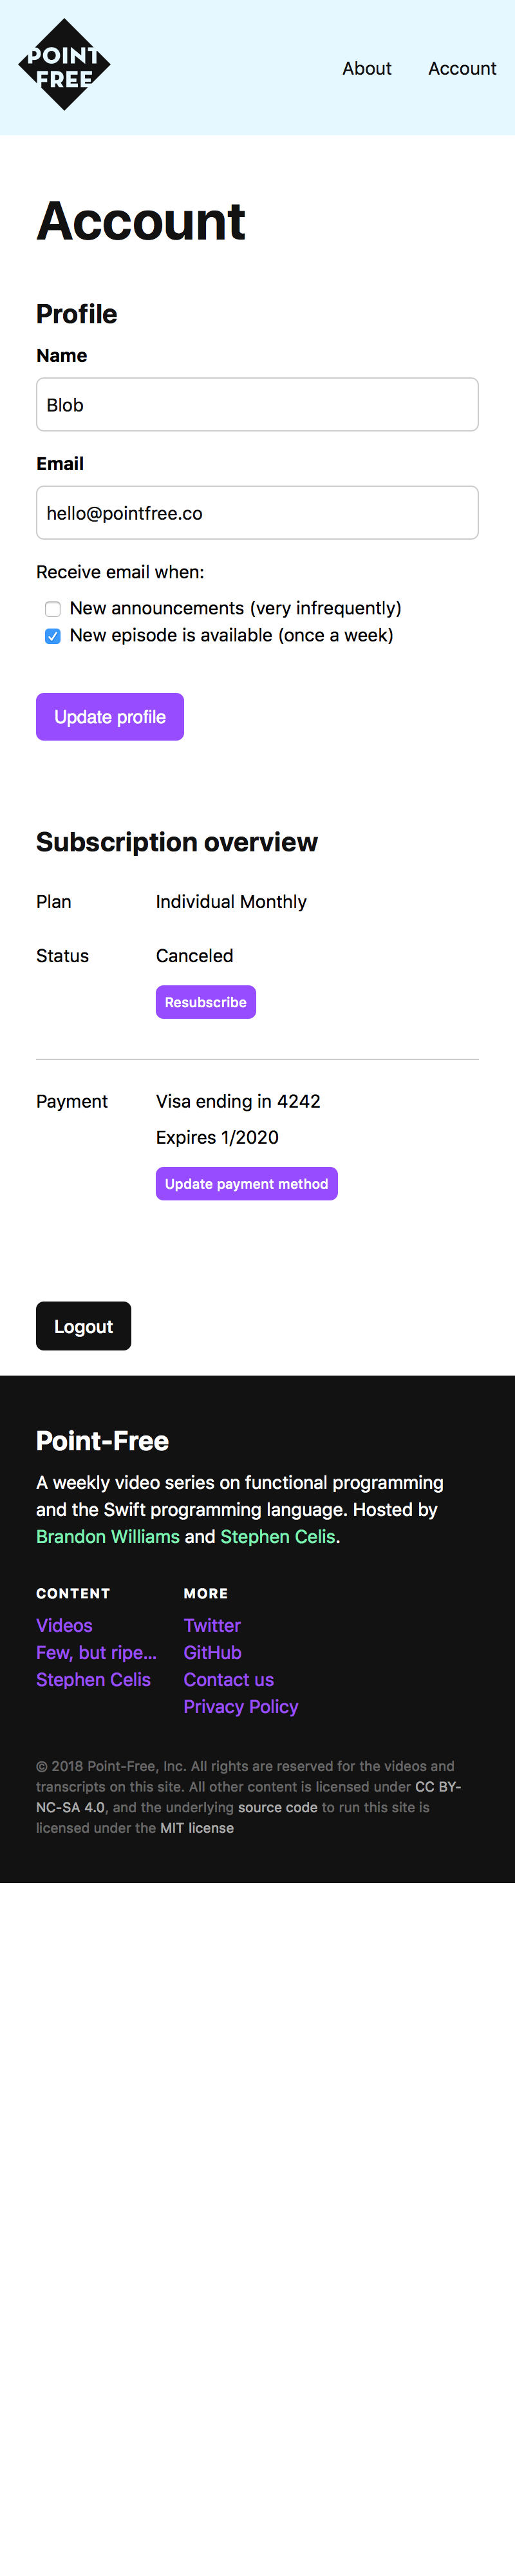 POINT
FREE
About Account
Account
Profile
Name
Blob
Email
hello@pointfree.co
Receive email when:
New announcements (very infrequently)
New episode is available (once a week)
Update profile
Subscription overview
Plan Individual Monthly
Status Canceled
Resubscribe
Payment Visa ending in 4242
Expires 1/2020
Update payment method
Logout
Point-Free
A weekly video series on functional programming
and the Swift programming language. Hosted by
Brandon Williams and Stephen Celis.
CONTENT MORE
Videos Twitter
Few, but ripe... GitHub
Stephen Celis Contact us
Privacy Policy
© 2018 Point-Free, Inc. All rights are reserved for the videos and
transcripts on this site. All other content is licensed under CC BY-
NC-SA 4.0, and the underlying source code to run this site is
licensed under the MIT license